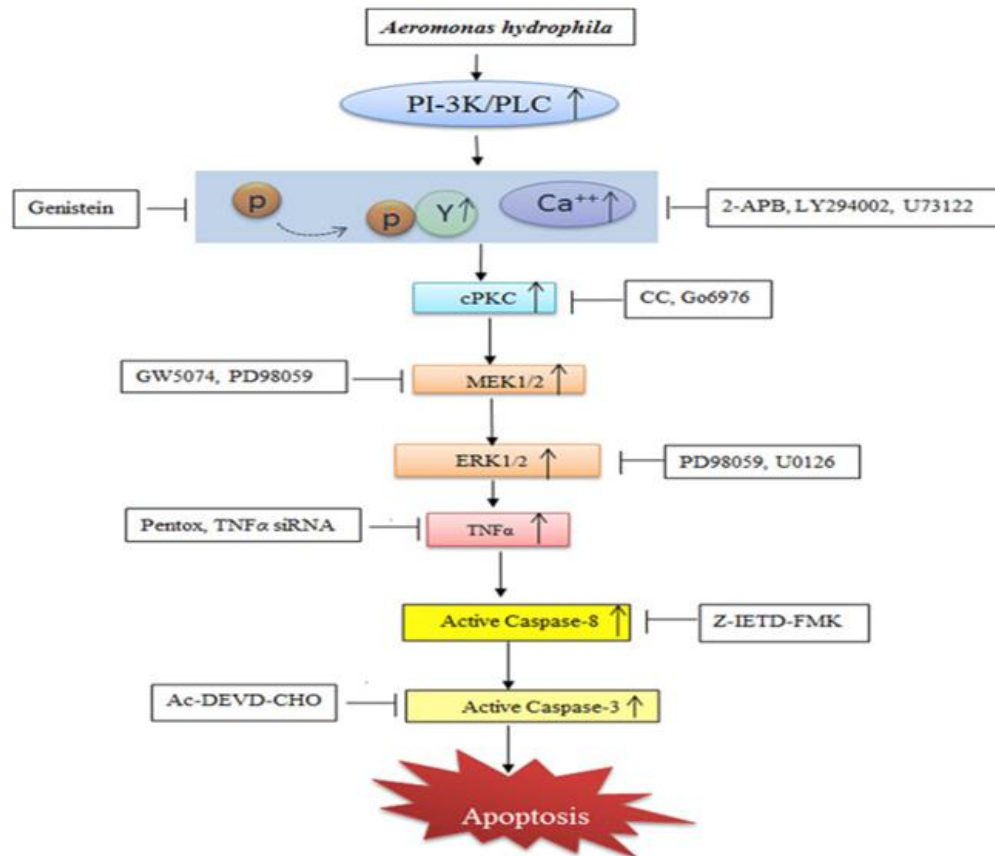 Aeromonas hydrophila
PI-3K/PLC ↑
Genistein
p
p
Y↑
Ca⁺⁺↑
2-APB, LY294002, U73122
cPKC ↑
CC, Go6976
GW5074, PD98059
MEK1/2 ↑
ERK1/2 ↑
PD98059, U0126
Pentox, TNFα siRNA
TNFα ↑
Active Caspase-8 ↑
Z-IETD-FMK
Ac-DEVD-CHO
Active Caspase-3 ↑
Apoptosis